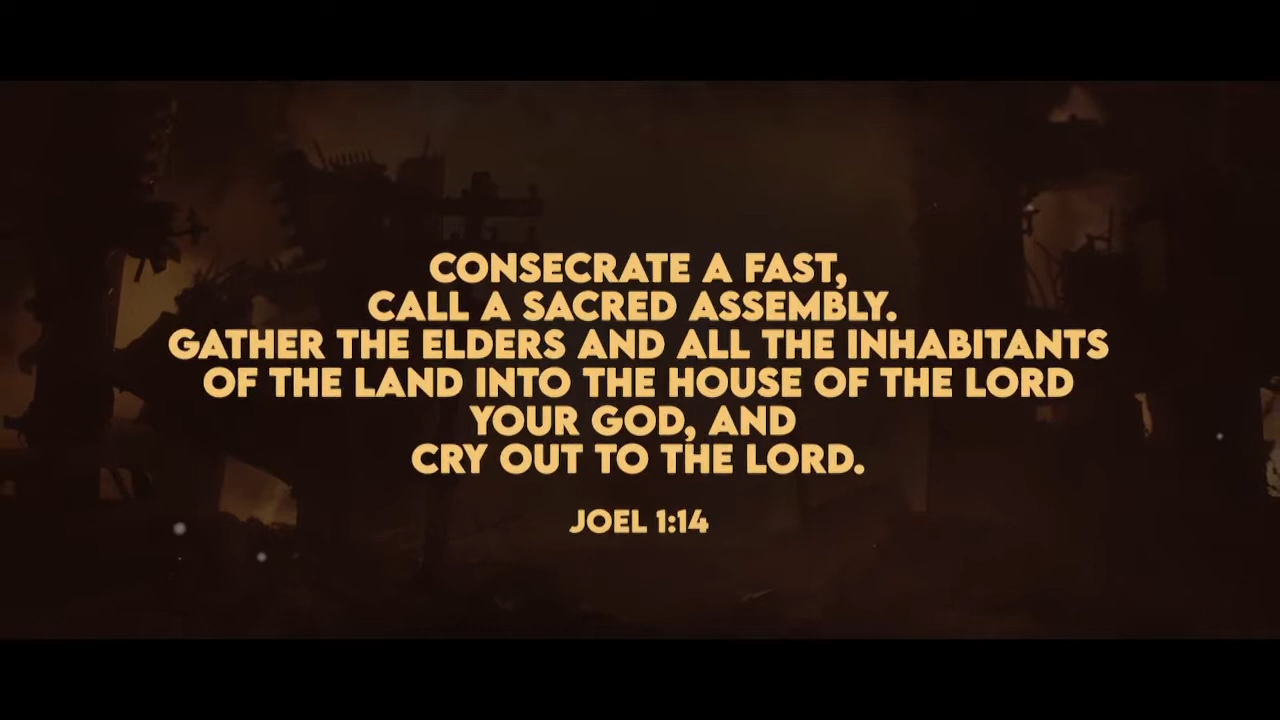 CONSECRATE A FAST,
CALL A SACRED ASSEMBLY.
GATHER THE ELDERS AND ALL THE INHABITANTS
OF THE LAND INTO THE HOUSE OF THE LORD
YOUR GOD, AND
CRY OUT TO THE LORD.
JOEL 1:14